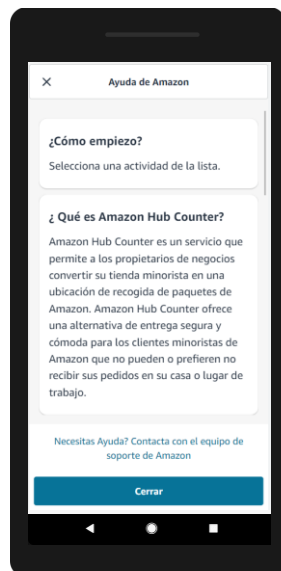 Ayuda de Amazon
¿Cómo empiezo?
Selecciona una actividad de la lista.
¿ Qué es Amazon Hub Counter?
Amazon Hub Counter es un servicio que
permite a los propietarios de negocios
convertir su tienda minorista en una
ubicación de recogida de paquetes de
Amazon. Amazon Hub Counter ofrece
una alternativa de entrega segura y
cómoda para los clientes minoristas de
Amazon que no pueden o prefieren no
recibir sus pedidos en su casa o lugar de
trabajo.
Necesitas Ayuda? Contacta con el equipo de
soporte de Amazon
Cerrar